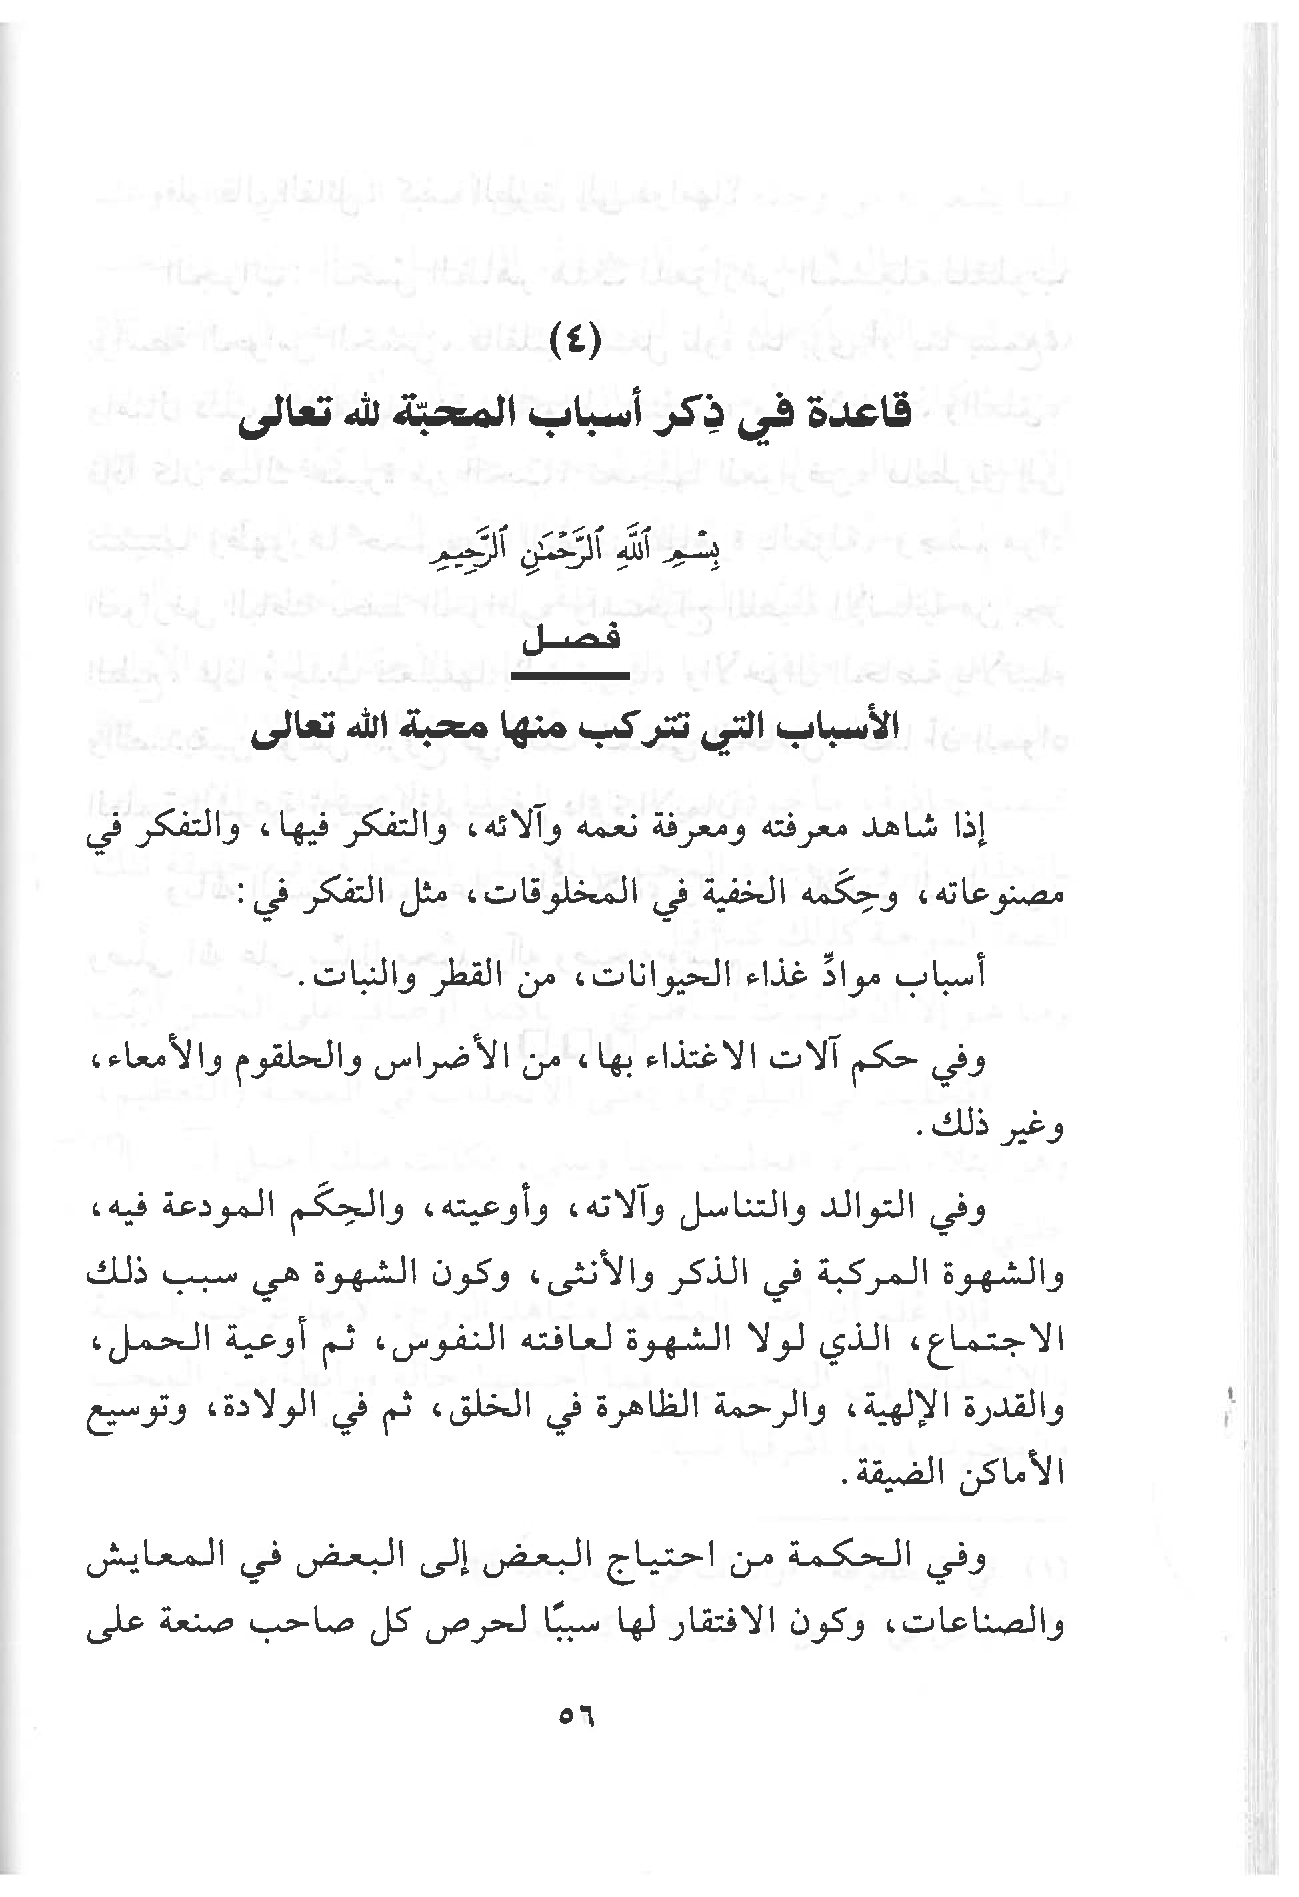 (٤)
قاعدة في ذِكر أسباب المحبّة لله تعالى
بِسْمِ ٱللَّهِ ٱلرَّحْمَٰنِ ٱلرَّحِيمِ
فصل
الأسباب التي تتركب منها محبة الله تعالى
إذا شاهد معرفته ومعرفة نعمه وآلائه، والتفكر فيها، والتفكر في
مصنوعاته، وحِكَمه الخفية في المخلوقات، مثل التفكر في:
أسباب موادِّ غذاء الحيوانات، من القطر والنبات.
وفي حكم آلات الاغتذاء بها، من الأضراس والحلقوم والأمعاء،
وغير ذلك.
وفي التوالد والتناسل وآلاته، وأوعيته، والحِكَم المودعة فيه،
والشهوة المركبة في الذكر والأنثى، وكون الشهوة هي سبب ذلك
الاجتماع، الذي لولا الشهوة لعافته النفوس، ثم أوعية الحمل،
والقدرة الإلهية، والرحمة الظاهرة في الخلق، ثم في الولادة، وتوسيع
الأماكن الضيقة.
وفي الحكمة من احتياج البعض إلى البعض في المعايش
والصناعات، وكون الافتقار لها سببًا لحرص كل صاحب صنعة على
٥٦